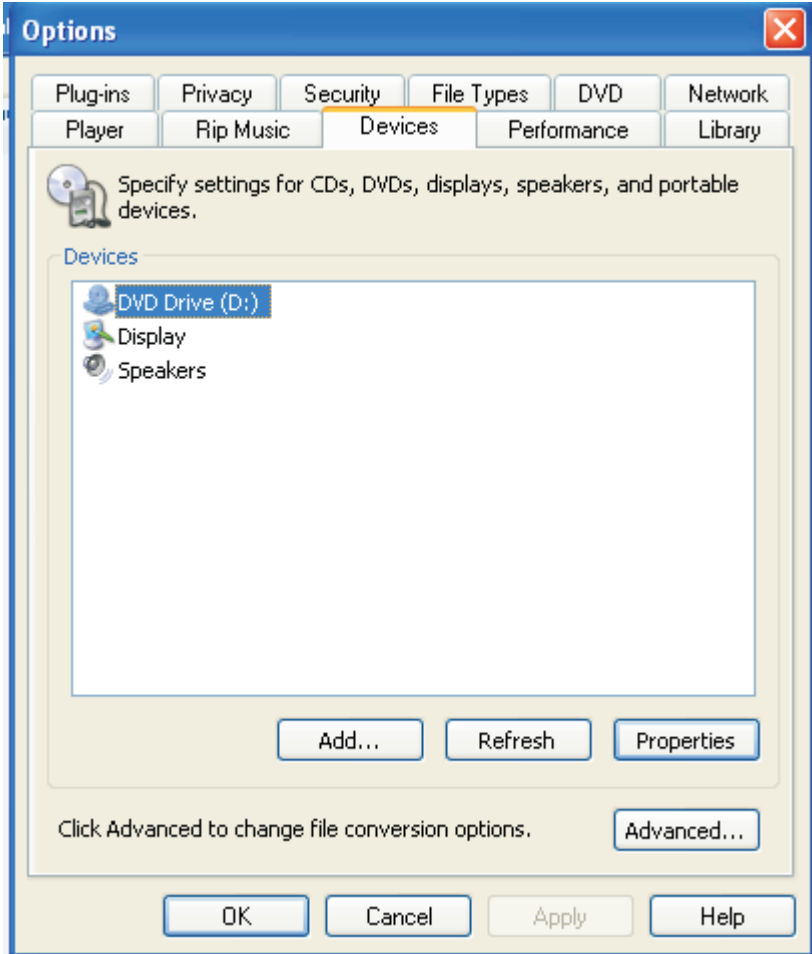 Options
Plug-ins Privacy Security File Types DVD Network
Player Rip Music Devices Performance Library
Specify settings for CDs, DVDs, displays, speakers, and portable
devices.
Devices
DVD Drive (D:)
Display
Speakers
Add... Refresh Properties
Click Advanced to change file conversion options. Advanced...
OK Cancel Apply Help